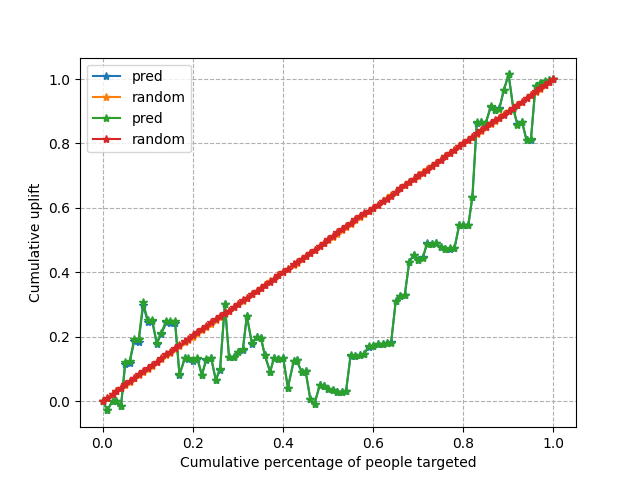 pred
random
pred
random
1.0
0.8
0.6
0.4
0.2
0.0
Cumulative uplift
0.0 0.2 0.4 0.6 0.8 1.0
Cumulative percentage of people targeted